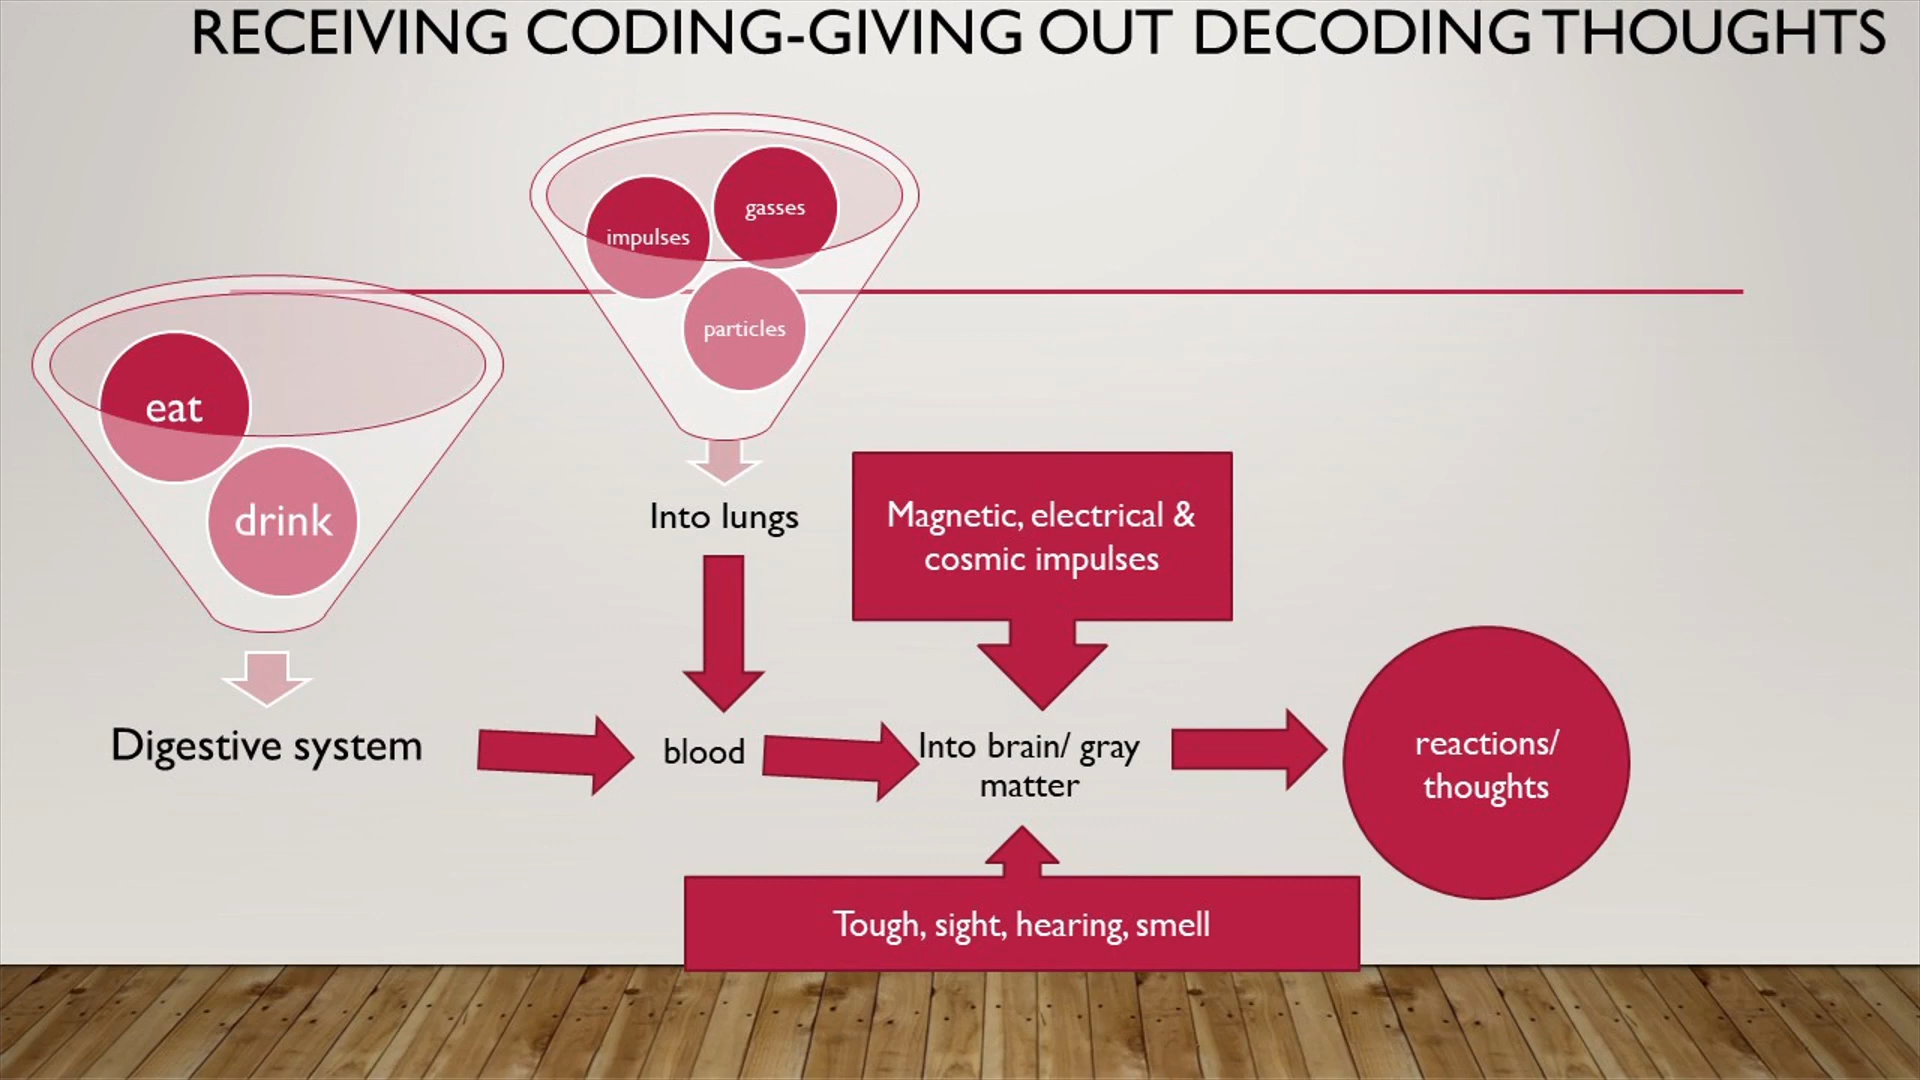 RECEIVING CODING-GIVING OUT DECODING THOUGHTS
impulses
gasses
particles
eat
drink
Into lungs
Magnetic, electrical &
cosmic impulses
Digestive system
blood
Into brain/ gray
matter
reactions/
thoughts
Tough, sight, hearing, smell